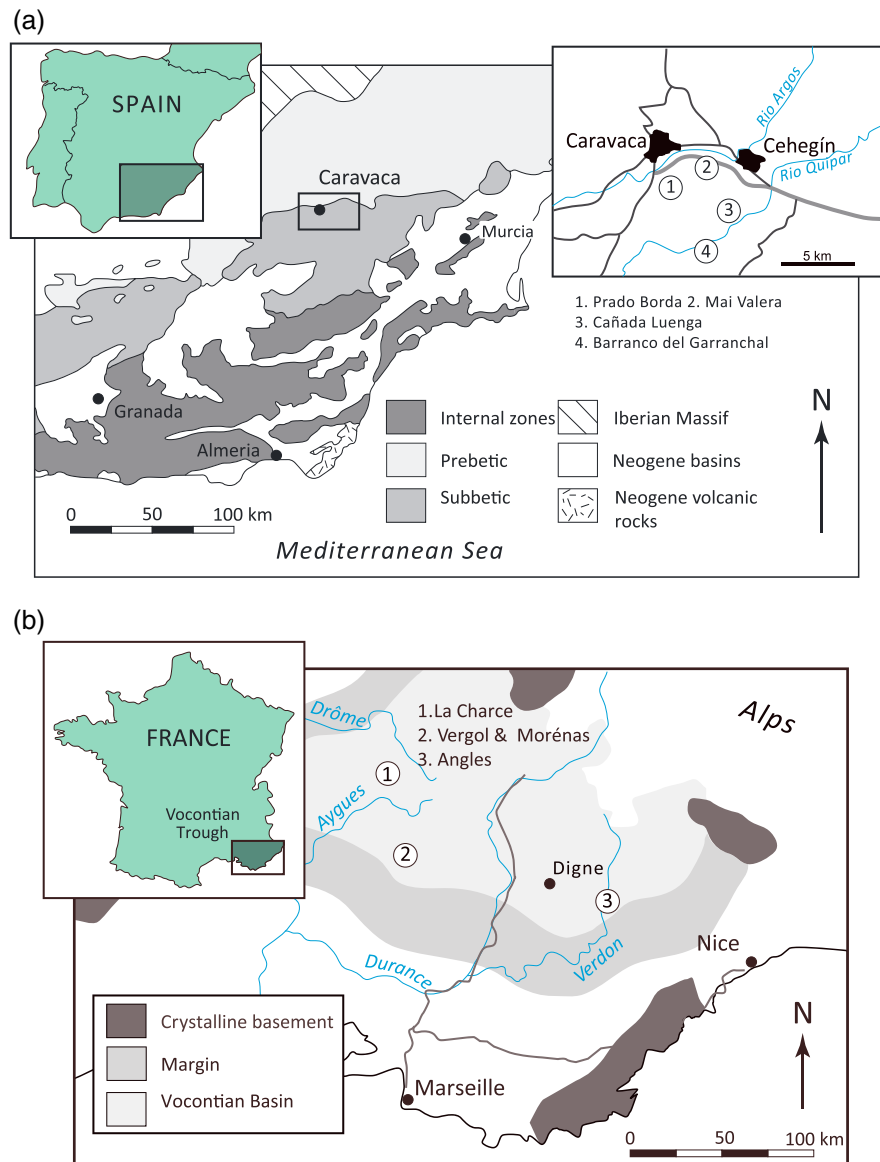 (a)
SPAIN
Caravaca
Murcia
Granada
Almeria
Rio Argos
Caravaca
Cehegín
Rio Quipar
1
2
3
4
5 km
1. Prado Borda 2. Mai Valera
3. Cañada Luenga
4. Barranco del Garranchal
Internal zones
Prebetic
Subbetic
Iberian Massif
Neogene basins
Neogene volcanic
rocks
N
0 50 100 km
Mediterranean Sea
(b)
FRANCE
Vocontian
Trough
Drôme
1.La Charce
2. Vergol & Morénas
3. Angles
Alps
1
Aygues
2
Digne
3
Nice
Durance
Verdon
Crystalline basement
Margin
Vocontian Basin
Marseille
N
0 50 100 km